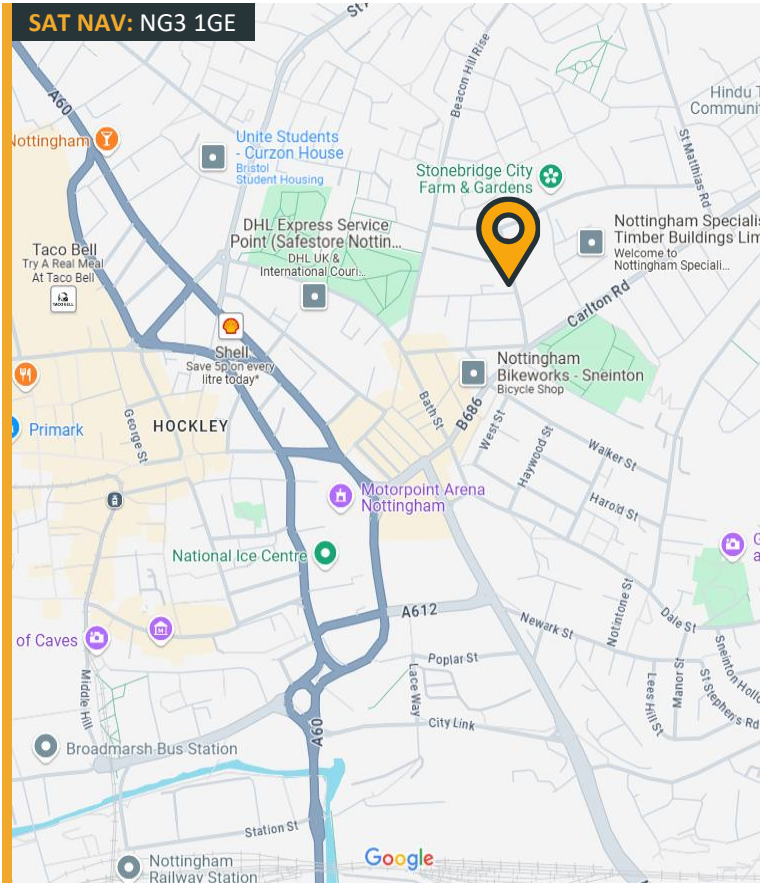 SAT NAV: NG3 1GE
A60
Nottingham
Unite Students
- Curzon House
Bristol
Student Housing
Beacon Hill Rise
Hindu T
Communi
St Matthias Rd
Stonebridge City
Farm & Gardens
DHL Express Service
Point (Safestore Nottin...
DHL UK &
International Couri...
Nottingham Specialis
Timber Buildings Lim
Welcome to
Nottingham Speciali...
Taco Bell
Try A Real Meal
At Taco Bell
TACO BELL
Carlton Rd
Shell
Save 5p on every
litre today*
Nottingham
Bikeworks - Sneinton
Bicycle Shop
Primark
George St
HOCKLEY
Bath St
B686
West St
Haywood St
Walker St
Harold St
Motorpoint Arena
Nottingham
National Ice Centre
G
a
A612
Newark St
Notintone St
Dale St
of Caves
Poplar St
Lace Way
Middle Hill
Lees Hill St
Manor St
Sneinton Hollo
St Stephen's Rd
City Link
A60
Broadmarsh Bus Station
Station St
Google
Nottingham
Railway Station